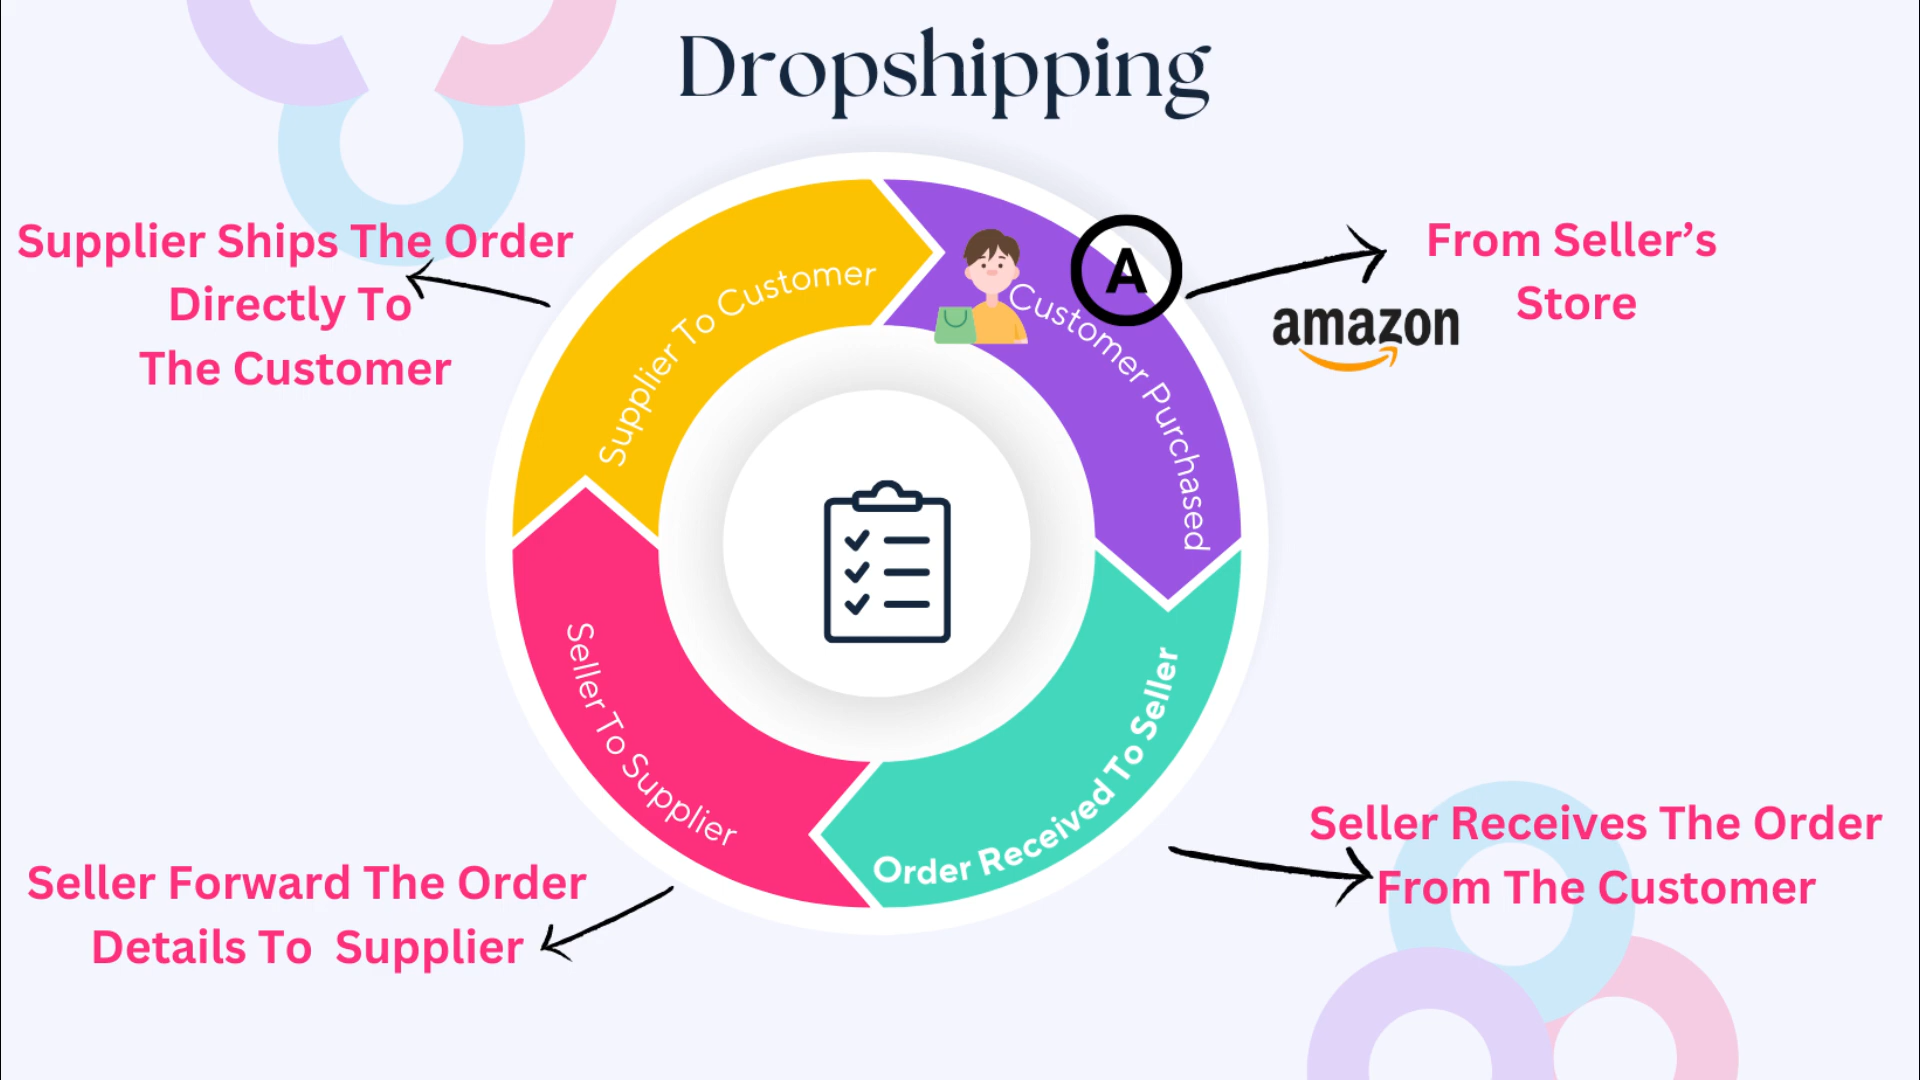 Dropshipping
Supplier Ships The Order
Directly To
The Customer
From Seller’s
Store
amazon
A
Supplier To Customer
Customer Purchased
Seller To Supplier
Order Received To Seller
Seller Receives The Order
From The Customer
Seller Forward The Order
Details To Supplier